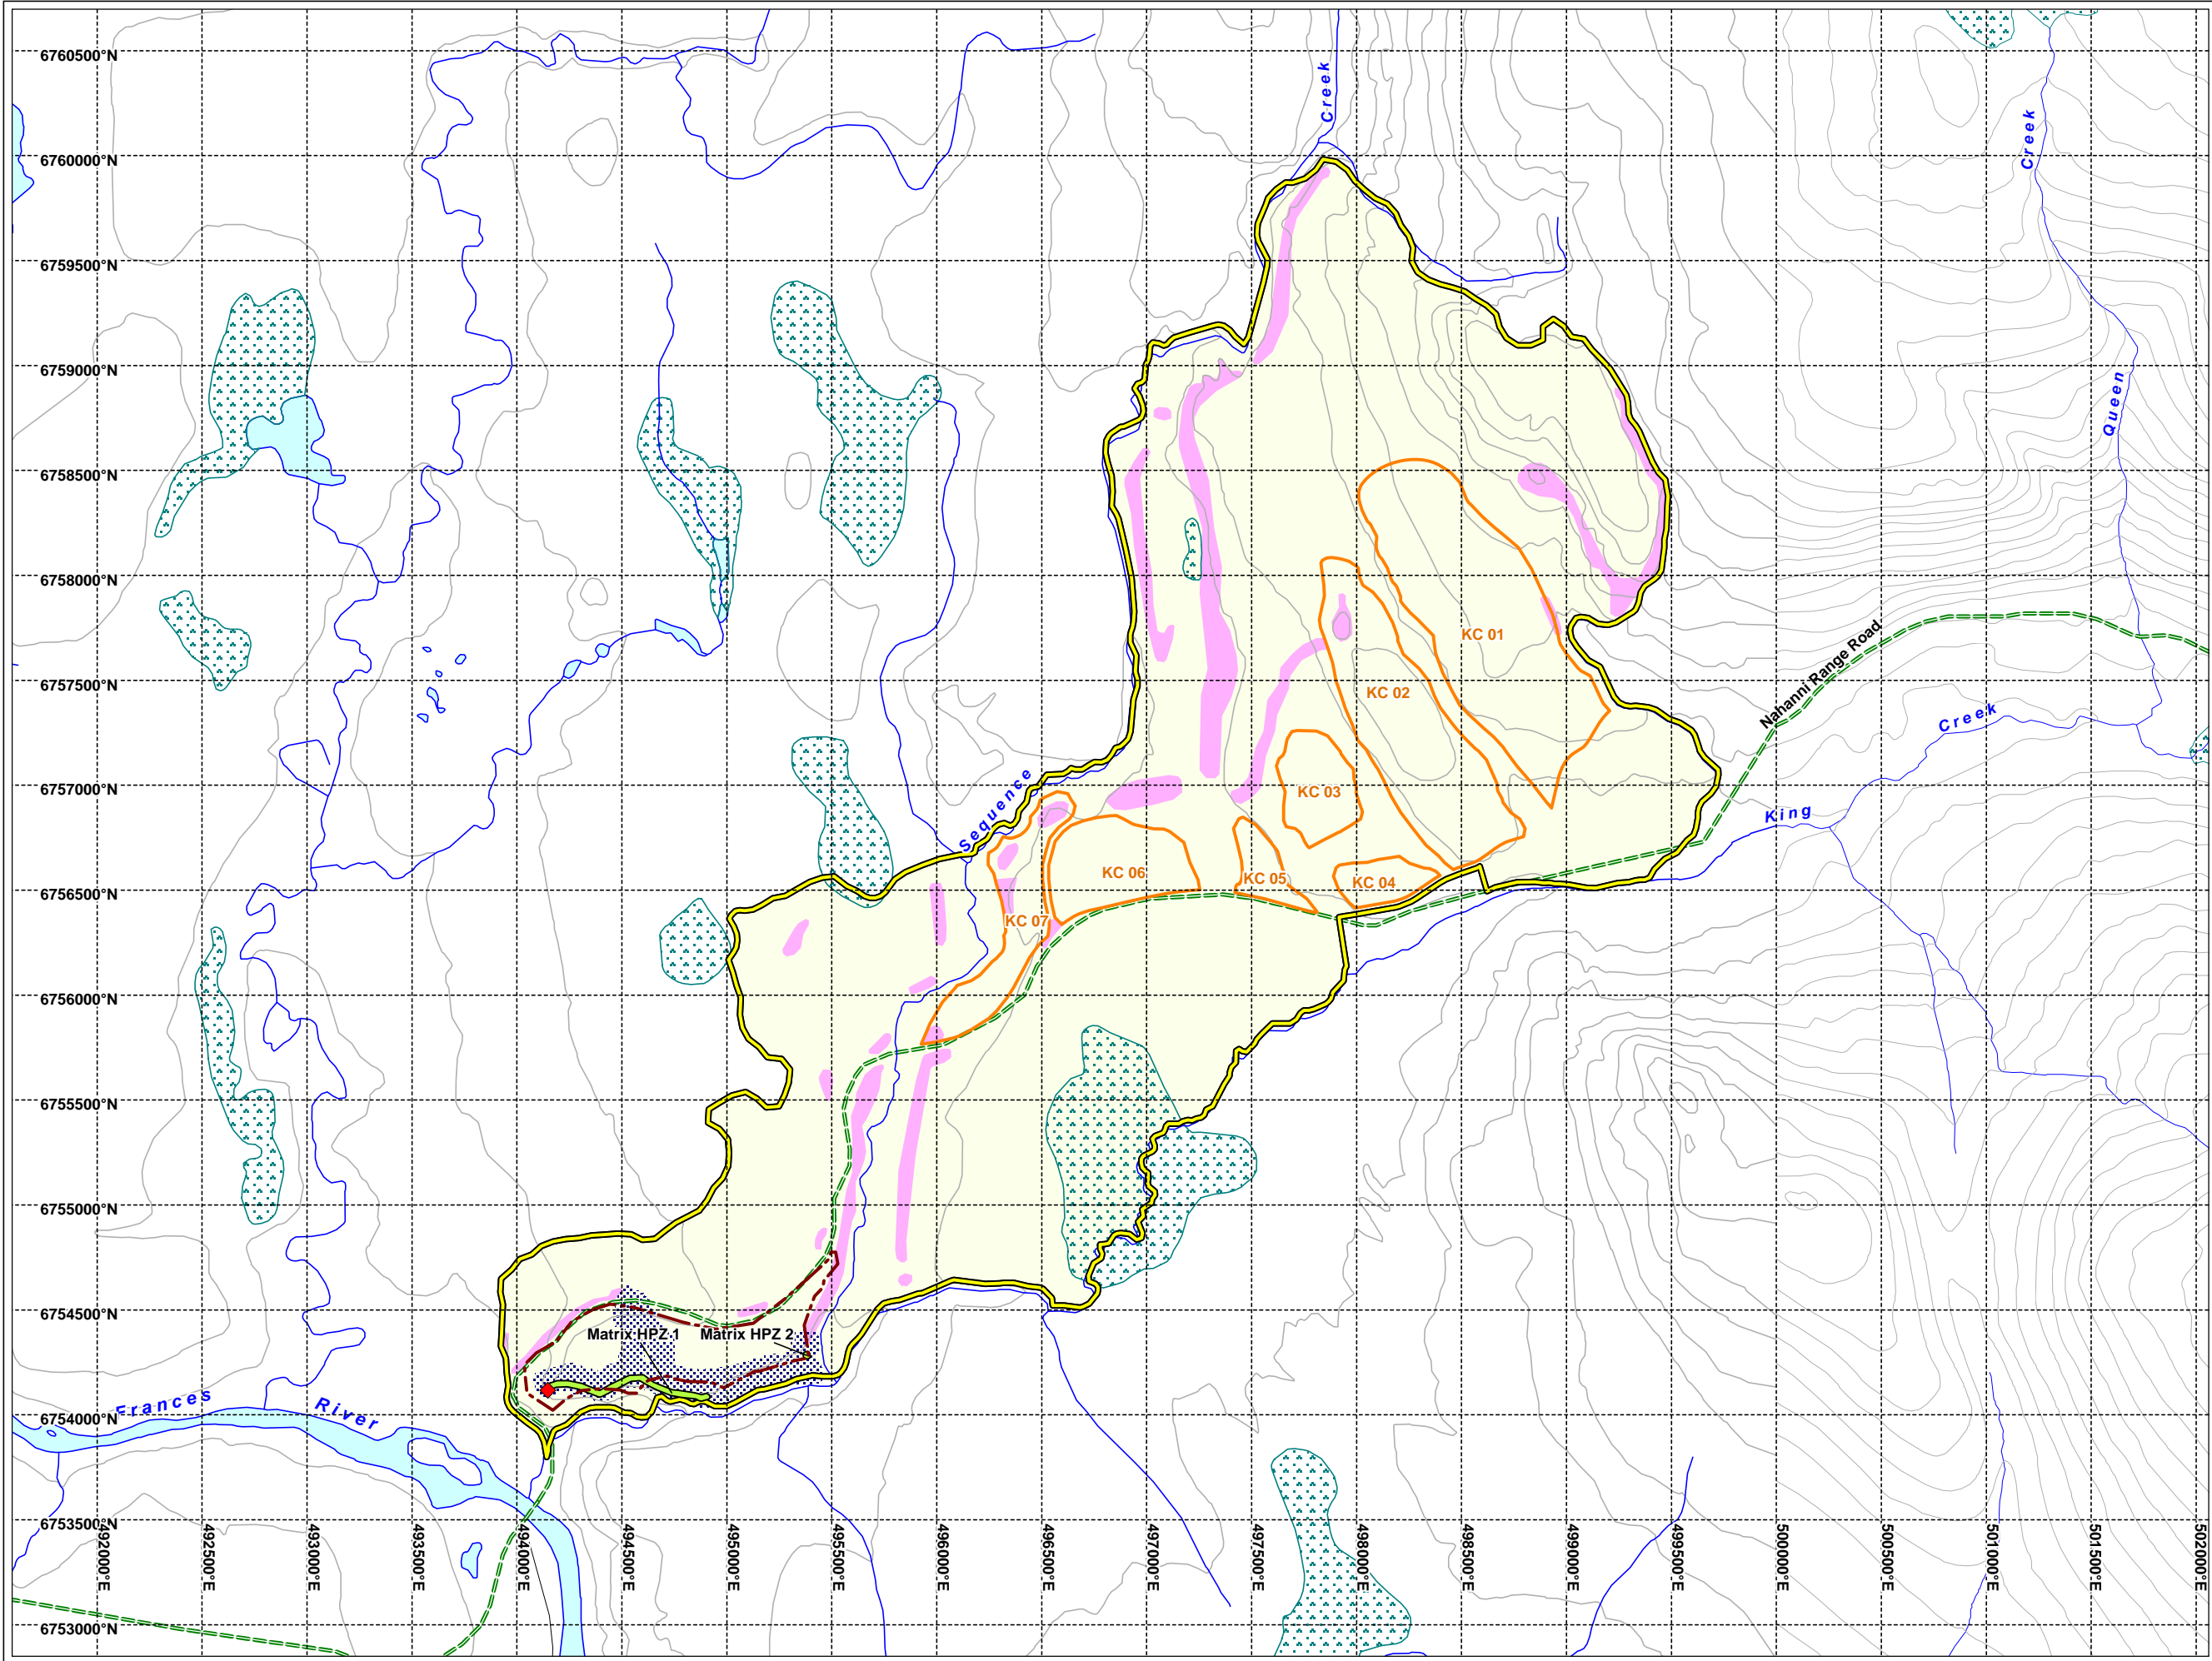 6760500°N
Creek
6760000°N
Creek
6759500°N
6759000°N
Queen
6758500°N
6758000°N
KC 01
Nahanni Range Road
6757500°N
KC 02
Creek
6757000°N
KC 03
Sequence
King
6756500°N
KC 06
KC 05
KC 04
KC 07
6756000°N
6755500°N
6755000°N
6754500°N
Matrix HPZ 1
Matrix HPZ 2
6754000°N
Frances
River
6753500°N
6753000°N
492000°E
492500°E
493000°E
493500°E
494000°E
494500°E
495000°E
495500°E
496000°E
496500°E
497000°E
497500°E
498000°E
498500°E
499000°E
499500°E
500000°E
500500°E
501000°E
501500°E
502000°E